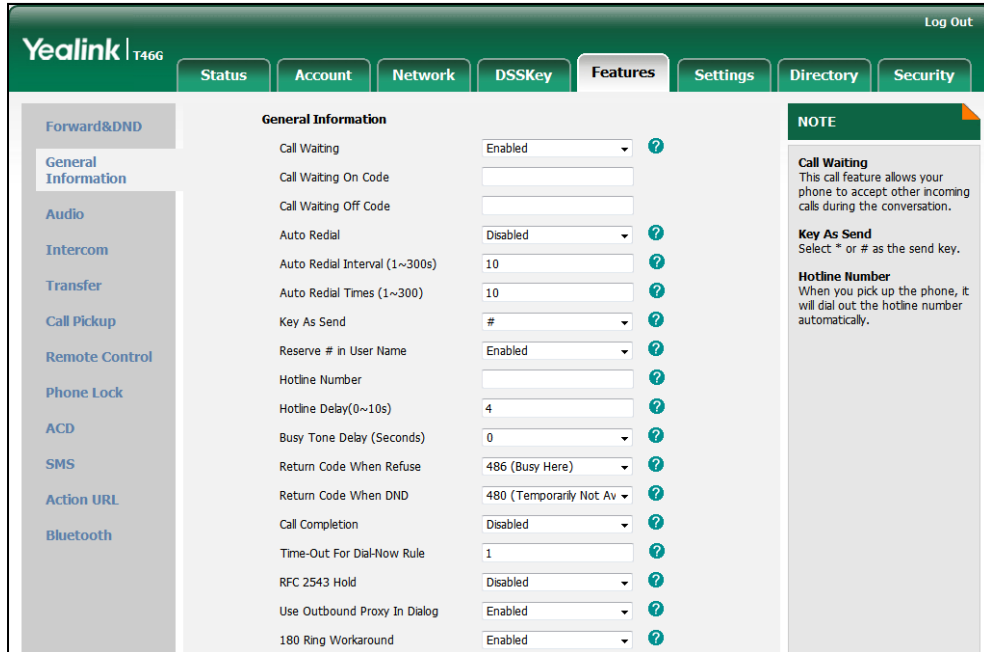 Log Out
Yealink | T46G
Status Account Network DSSKey Features Settings Directory Security
Forward&DND
General
Information
Audio
Intercom
Transfer
Call Pickup
Remote Control
Phone Lock
ACD
SMS
Action URL
Bluetooth
General Information
Call Waiting Enabled ?
Call Waiting On Code
Call Waiting Off Code
Auto Redial Disabled ?
Auto Redial Interval (1~300s) 10 ?
Auto Redial Times (1~300) 10 ?
Key As Send # ?
Reserve # in User Name Enabled ?
Hotline Number ?
Hotline Delay(0~10s) 4 ?
Busy Tone Delay (Seconds) 0 ?
Return Code When Refuse 486 (Busy Here) ?
Return Code When DND 480 (Temporarily Not Av ?
Call Completion Disabled ?
Time-Out For Dial-Now Rule 1 ?
RFC 2543 Hold Disabled ?
Use Outbound Proxy In Dialog Enabled ?
180 Ring Workaround Enabled ?
NOTE
Call Waiting
This call feature allows your
phone to accept other incoming
calls during the conversation.
Key As Send
Select * or # as the send key.
Hotline Number
When you pick up the phone, it
will dial out the hotline number
automatically.